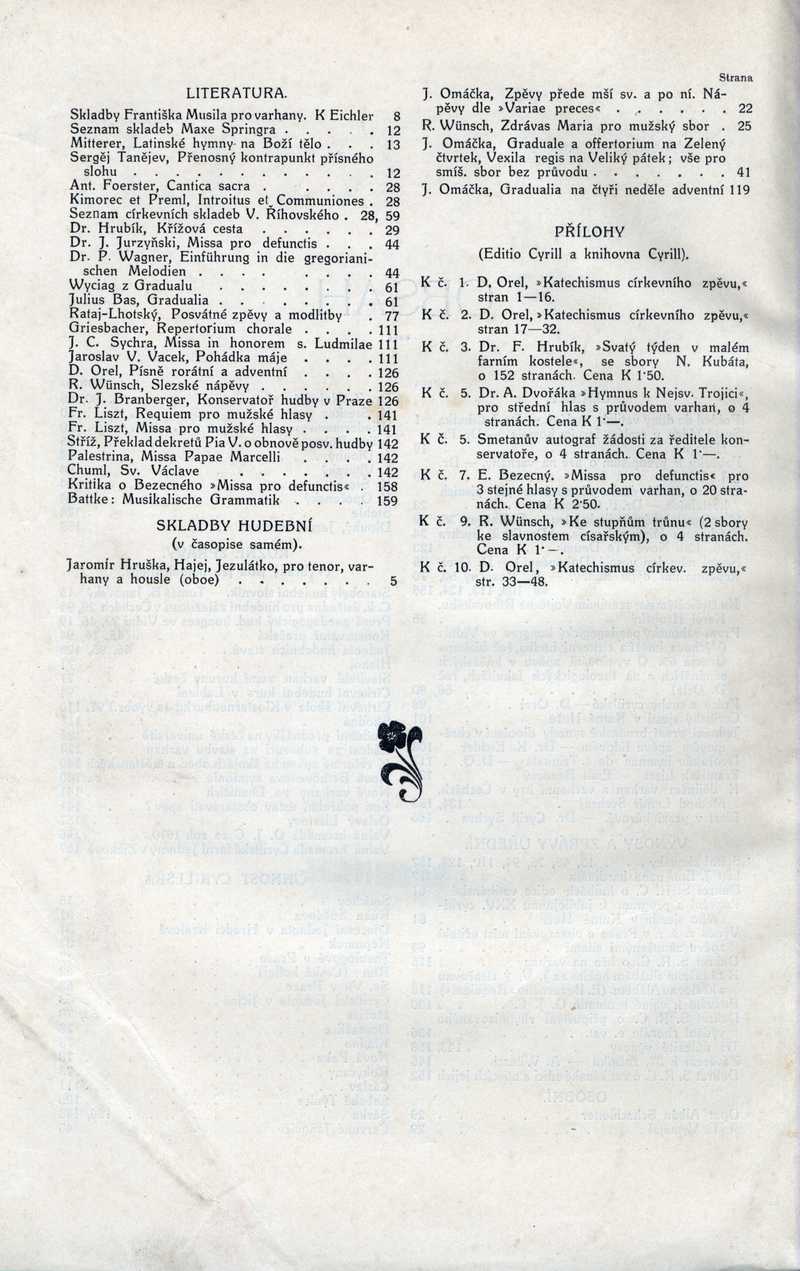 LITERATURA.
Skladby Františka Musila pro varhany. K Eichler 8
Seznam skladeb Maxe Springra . . . . . 12
Mitterer, Latinské hymny na Boží tělo . . . 13
Sergěj Tanějev, Přenosný kontrapunkt přísného
slohu . . . . . . . . . . . . 12
Ant. Foerster, Cantica sacra . . . . . 28
Kimorec et Preml, Introitus et Communiones . 28
Seznam církevních skladeb V. Říhovského . 28, 59
Dr. Hrubík, Křížová cesta . . . . . . 29
Dr. J. Jurzyński, Missa pro defunctis . . . 44
Dr. P. Wagner, Einführung in die gregoriani-
schen Melodien . . . . . . . . 44
Wyciag z Gradualu . . . . . . . 61
Julius Bas, Gradualia . . . . . . . 61
Rataj-Lhotský, Posvátné zpěvy a modlitby . 77
Griesbacher, Repertorium chorale . . . . 111
J. C. Sychra, Missa in honorem s. Ludmilae 111
Jaroslav V. Vacek, Pohádka máje . . . . 111
D. Orel, Písně rorátní a adventní . . . . 126
R. Wünsch, Slezské nápěvy . . . . . . 126
Dr. J. Branberger, Konservatoř hudby v Praze 126
Fr. Liszt, Requiem pro mužské hlasy . . 141
Fr. Liszt, Missa pro mužské hlasy . . . . 141
Stříž, Překlad dekretů Pia V. o obnově posv. hudby 142
Palestrina, Missa Papae Marcelli . . . . 142
Chuml, Sv. Václave . . . . . . . 142
Kritika o Bezecného »Missa pro defunctis« . 158
Battke: Musikalische Grammatik . . . . 159
SKLADBY HUDEBNÍ
(v časopise samém).
Jaromír Hruška, Hajej, Jezulátko, pro tenor, var-
hany a housle (oboe) . . . . . . . 5
Strana
J. Omáčka, Zpěvy přede mší sv. a po ní. Ná-
pěvy dle »Variae preces« . . . . . . 22
R. Wünsch, Zdrávas Maria pro mužský sbor . 25
J. Omáčka, Graduale a offertorium na Zelený
čtvrtek, Vexila regis na Veliký pátek; vše pro
smíš. sbor bez průvodu . . . . . . . 41
J. Omáčka, Gradualia na čtyři neděle adventní 119
PŘÍLOHY
(Editio Cyrill a knihovna Cyrill).
K č. 1. D. Orel, »Katechismus církevního zpěvu,«
stran 1—16.
K č. 2. D. Orel, »Katechismus církevního zpěvu,«
stran 17—32.
K č. 3. Dr. F. Hrubík, »Svatý týden v malém
farním kostele«, se sbory N. Kubáta,
o 152 stranách. Cena K 1·50.
K č. 5. Dr. A. Dvořáka »Hymnus k Nejsv. Trojici«,
pro střední hlas s průvodem varhan, o 4
stranách. Cena K 1·—.
K č. 5. Smetanův autograf žádosti za ředitele kon-
servatoře, o 4 stranách. Cena K 1·—.
K č. 7. E. Bezecný. »Missa pro defunctis« pro
3 stejné hlasy s průvodem varhan, o 20 stra-
nách. Cena K 2·50.
K č. 9. R. Wünsch, »Ke stupňům trůnu« (2 sbory
ke slavnostem císařským), o 4 stranách.
Cena K 1·—.
K č. 10. D. Orel, »Katechismus církev. zpěvu,«
str. 33—48.